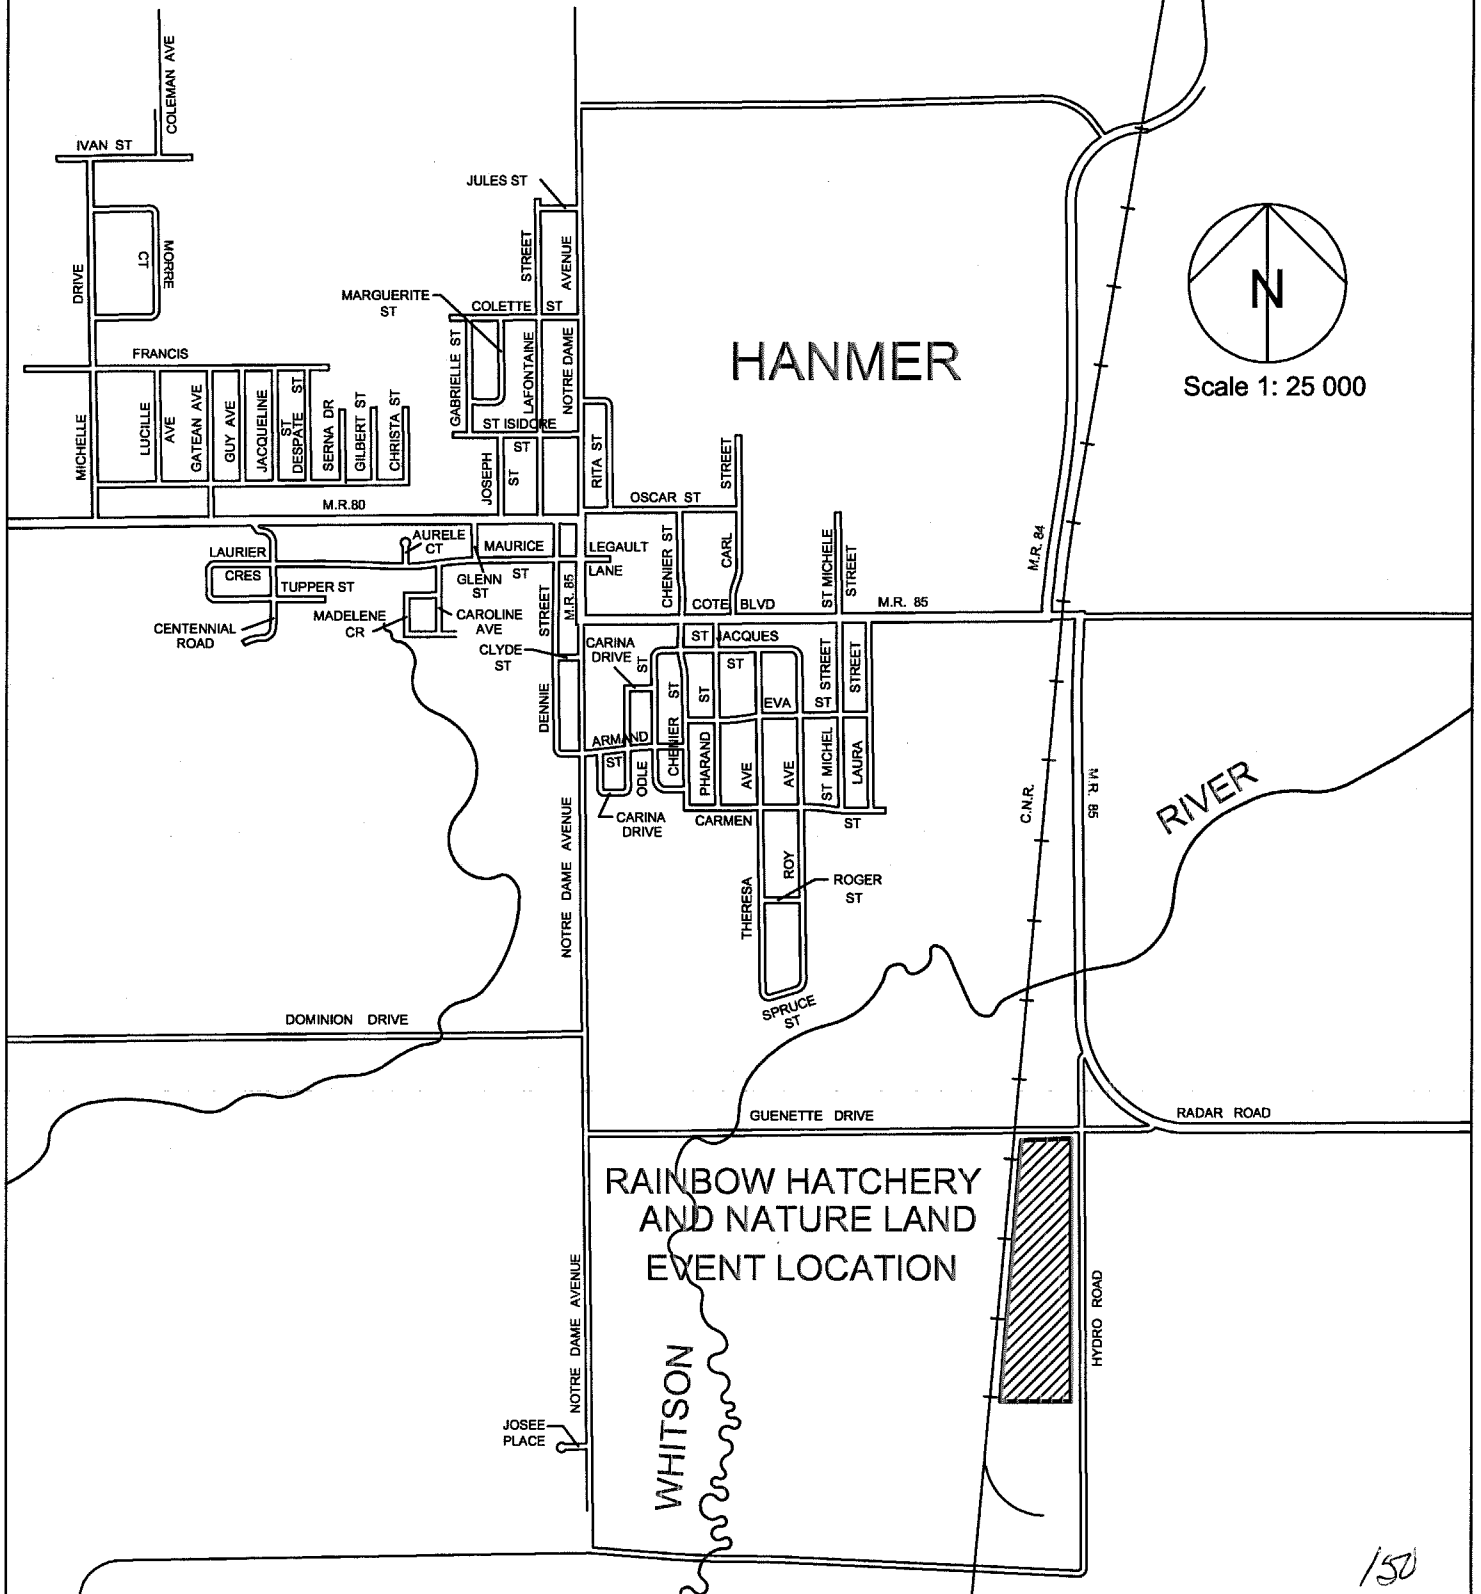 COLEMAN AVE
IVAN ST
JULES ST
MORRE
CT
DRIVE
STREET
AVENUE
MARGUERITE
ST
COLETTE ST
N
Scale 1: 25 000
HANMER
FRANCIS
GABRIELLE ST
LAFONTAINE
NOTRE DAME
MICHELLE
LUCILLE
AVE
GATEAN AVE
GUY AVE
JACQUELINE
ST
DESPATE ST
SERNA DR
GILBERT ST
CHRISTA ST
ST ISIDORE
ST
JOSEPH
ST
RITA ST
STREET
OSCAR ST
M.R.80
AURELE
CT
MAURICE
ST
LEGAULT
LANE
CHENIER ST
CARL
ST MICHELE
STREET
M.R. 84
LAURIER
CRES
TUPPER ST
GLENN
ST
STREET
M.R. 85
COTE BLVD
M.R. 85
CENTENNIAL
ROAD
MADELENE
CR
CAROLINE
AVE
CLYDE
ST
CARINA
DRIVE
ST
ST JACQUES
ST
STREET
STREET
DENNIE
ST
ST
EVA ST
ARMAND
ST
ODLE
CHENIER
PHARAND
AVE
AVE
ST MICHEL
LAURA
C.N.R.
M.R. 85
RIVER
CARINA
DRIVE
CARMEN ST
NOTRE DAME AVENUE
THERESA
ROY
ROGER
ST
SPRUCE
ST
DOMINION DRIVE
GUENETTE DRIVE
RADAR ROAD
RAINBOW HATCHERY
AND NATURE LAND
EVENT LOCATION
NOTRE DAME AVENUE
HYDRO ROAD
JOSEE
PLACE
WHITSON
150